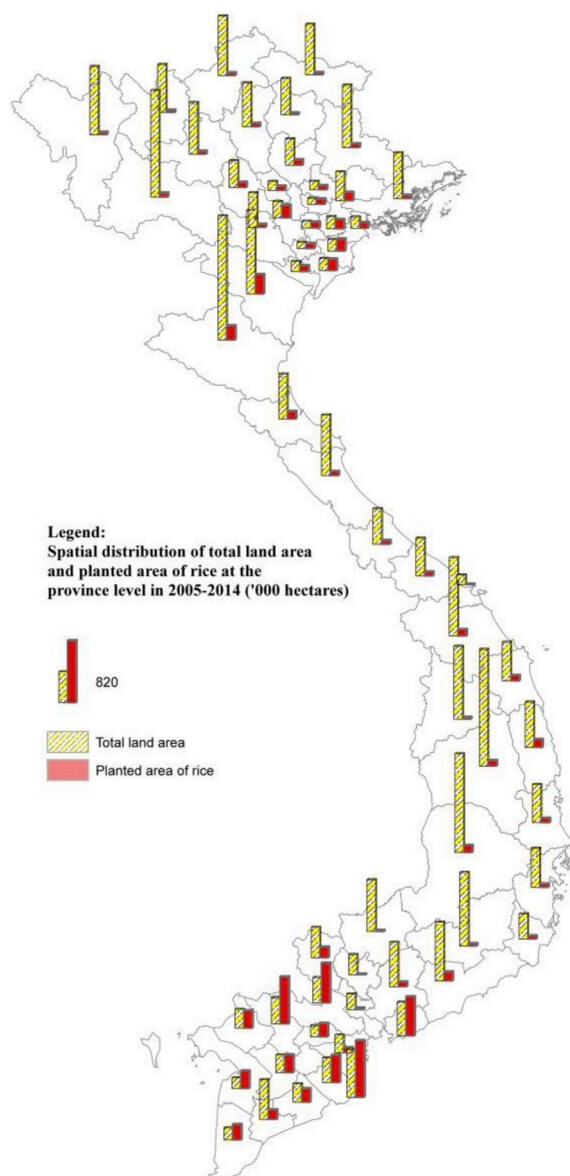 Legend:
Spatial distribution of total land area
and planted area of rice at the
province level in 2005-2014 ('000 hectares)
820
Total land area
Planted area of rice